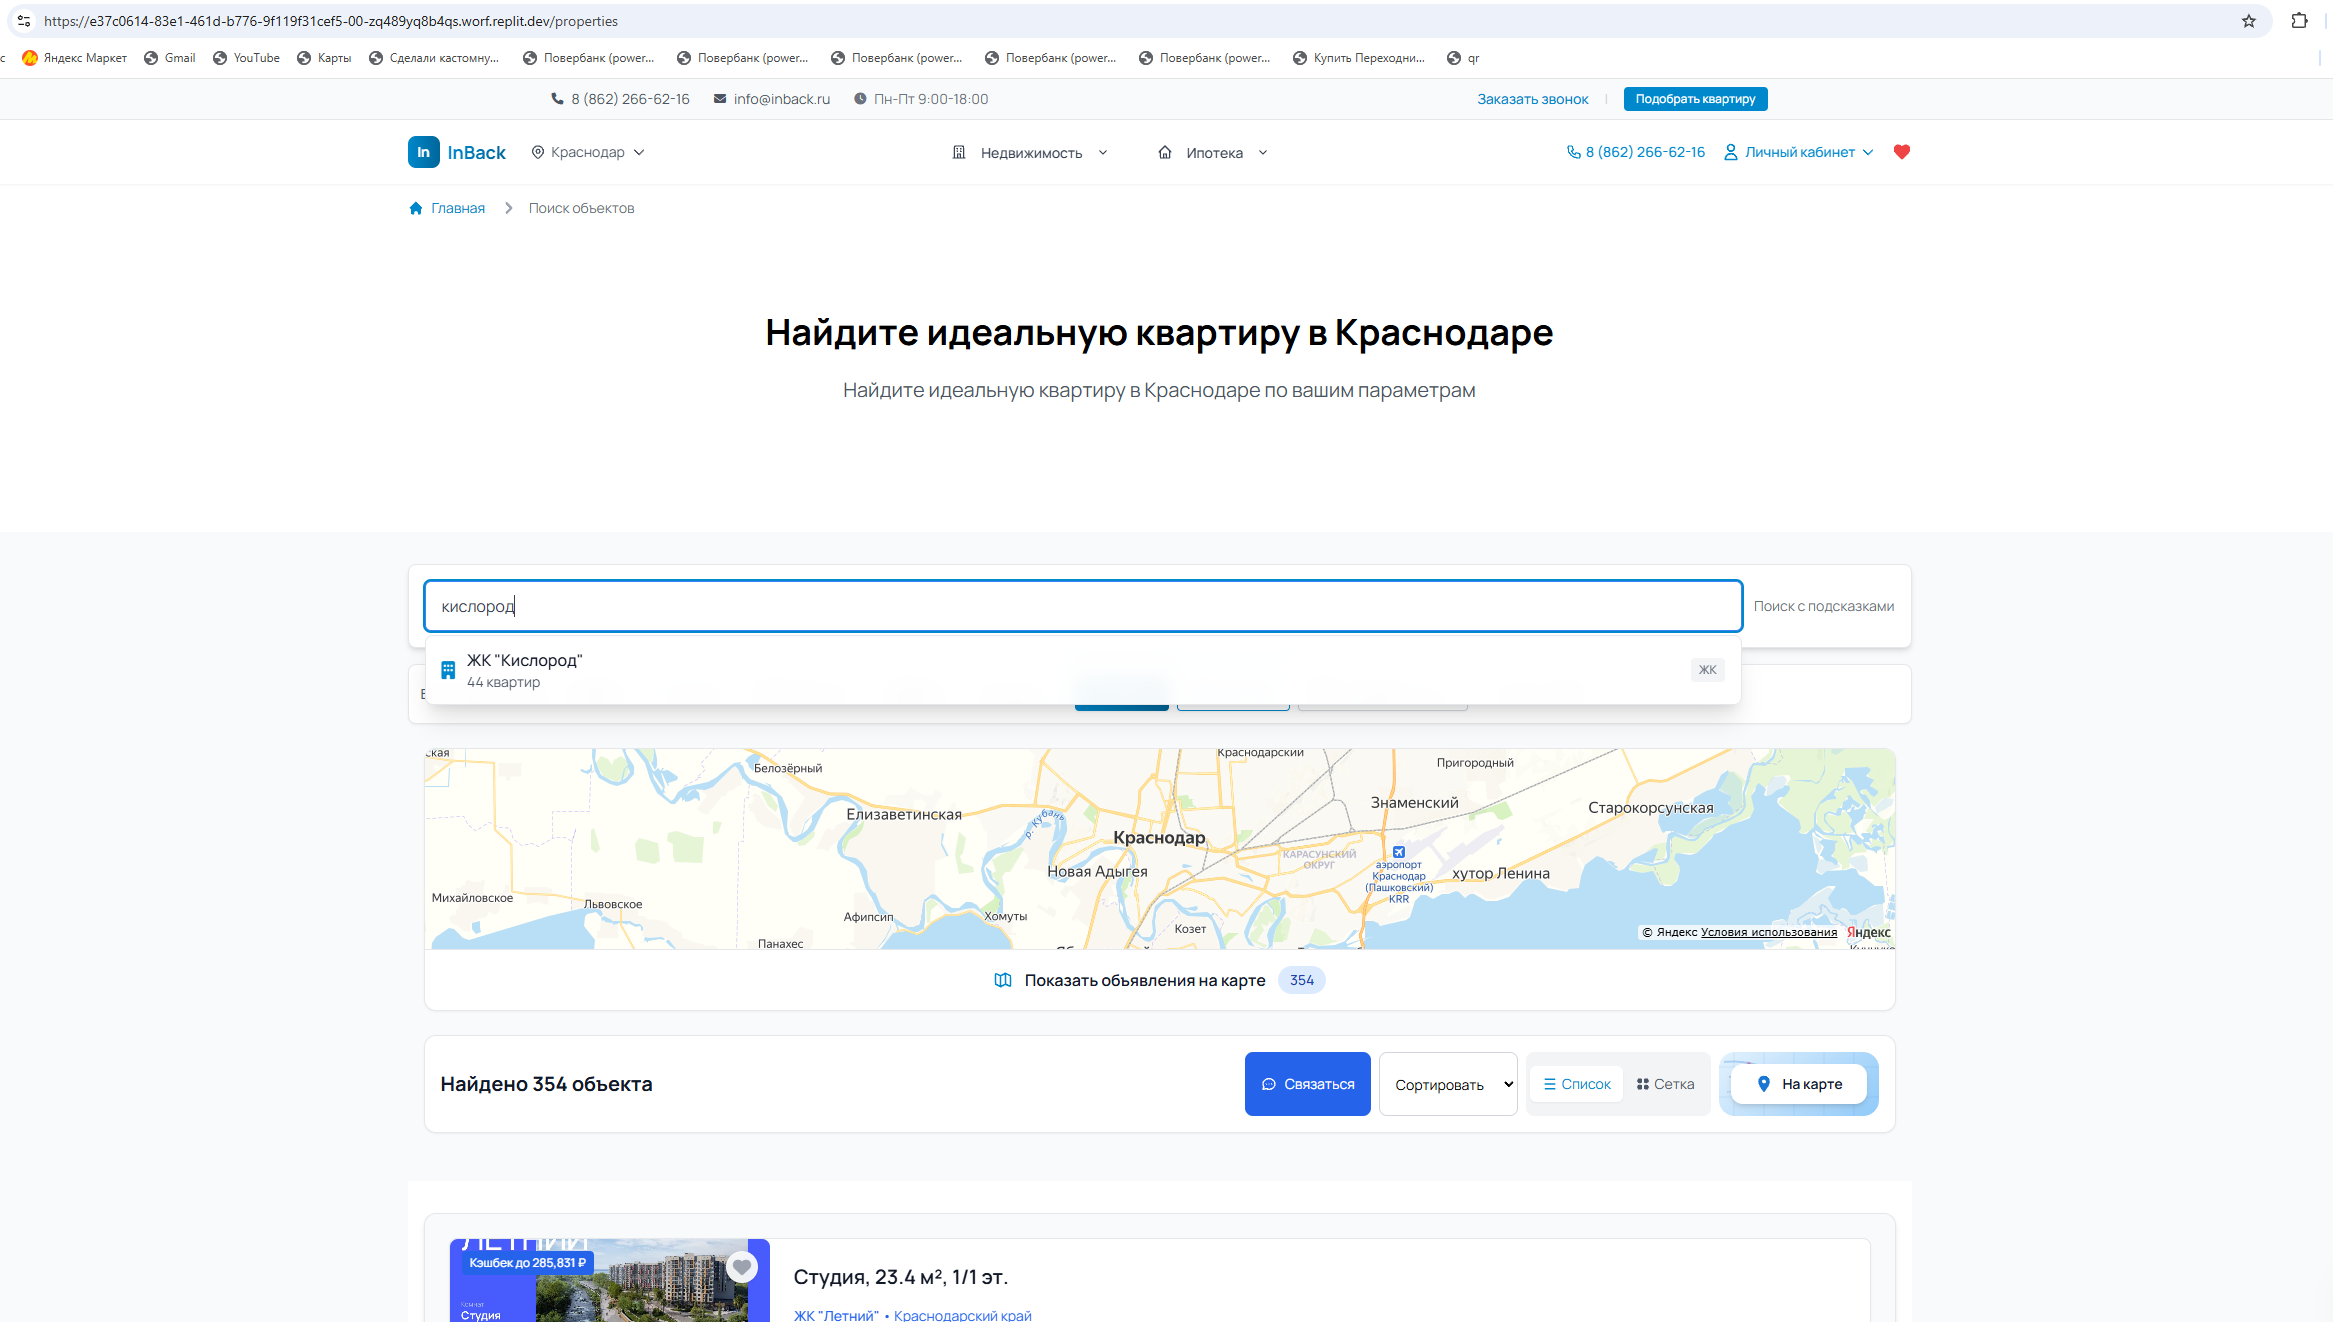 https://e37c0614-83e1-461d-b776-9f119f31cef5-00-zq489yq8b4qs.worf.replit.dev/properties
с Яндекс Маркет Gmail YouTube Карты Сделали кастомну... Повербанк (power... Повербанк (power... Повербанк (power... Повербанк (power... Повербанк (power... Купить Переходни... qr
8 (862) 266-62-16 info@inback.ru Пн-Пт 9:00-18:00 Заказать звонок Подобрать квартиру
In InBack Краснодар Недвижимость Ипотека 8 (862) 266-62-16 Личный кабинет
Главная Поиск объектов
Найдите идеальную квартиру в Краснодаре
Найдите идеальную квартиру в Краснодаре по вашим параметрам
кислород Поиск с подсказками
ЖК "Кислород" ЖК
44 квартир
ская Краснодарский
Белозёрный Пригородный
Елизаветинская р. Кубань Знаменский Старокорсунская
Краснодар
КАРАСУНСКИЙ ОКРУГ
Новая Адыгея аэропорт Краснодар (Пашковский) KRR хутор Ленина
Михайловское Львовское
Афипсип Хомуты
Козет
Панахес
© Яндекс Условия использования Яндекс
Показать объявления на карте 354
Найдено 354 объекта Связаться Сортировать Список Сетка На карте
ЛЕТНИЙ
Кэшбек до 285,831 ₽
Студия, 23.4 м², 1/1 эт.
Комнат
Студия
ЖК "Летний" • Краснодарский край